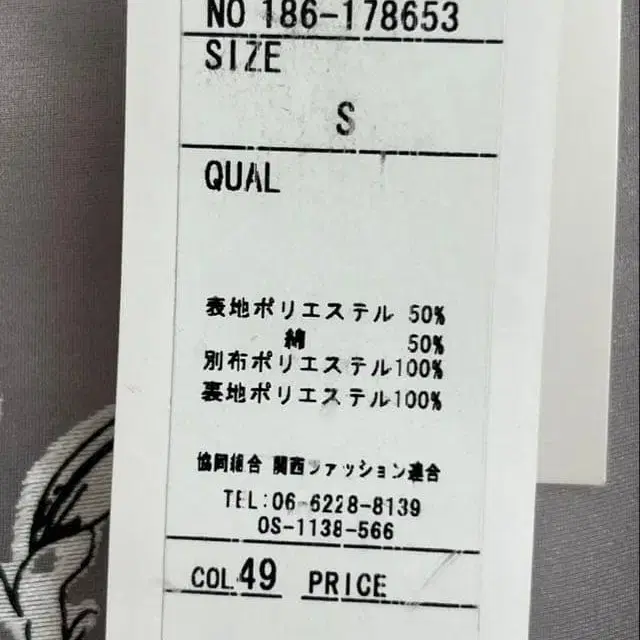 NO 186-178653
SIZE
S
QUAL
表地ポリエステル 50%
綿 50%
別布ポリエステル100%
裏地ポリエステル100%
協同組合 関西ファッション連合
TEL:06-6228-8139
OS-1138-566
COL.49 PRICE